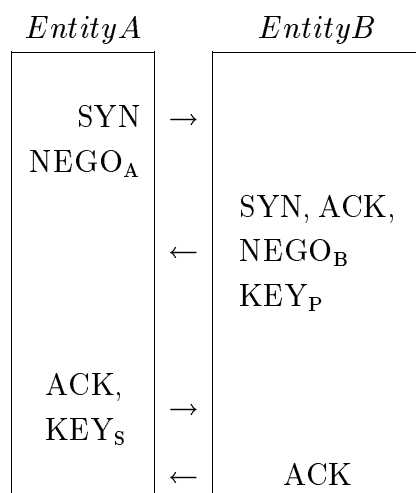 EntityA EntityB
SYN →
NEGO_A
SYN, ACK,
← NEGO_B
KEY_P
ACK,
→
KEY_S
← ACK